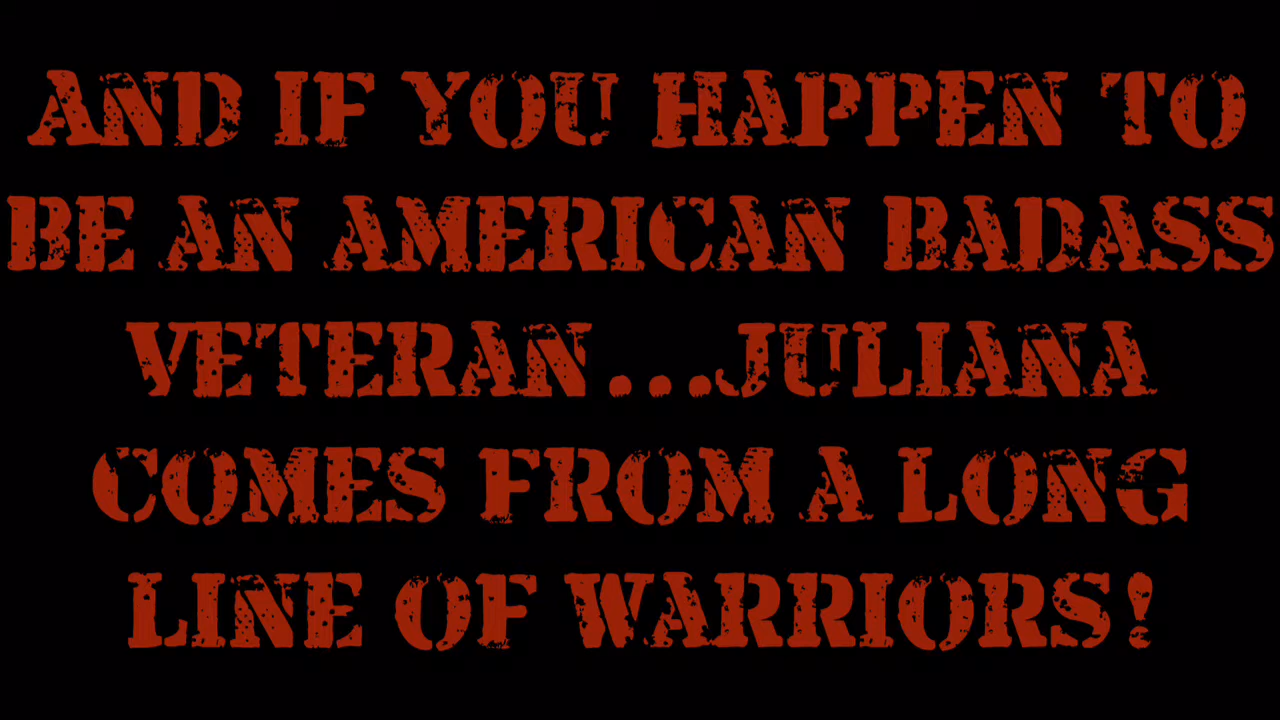 AND IF YOU HAPPEN TO
BE AN AMERICAN BADASS
VETERAN...JULIANA
COMES FROM A LONG
LINE OF WARRIORS!